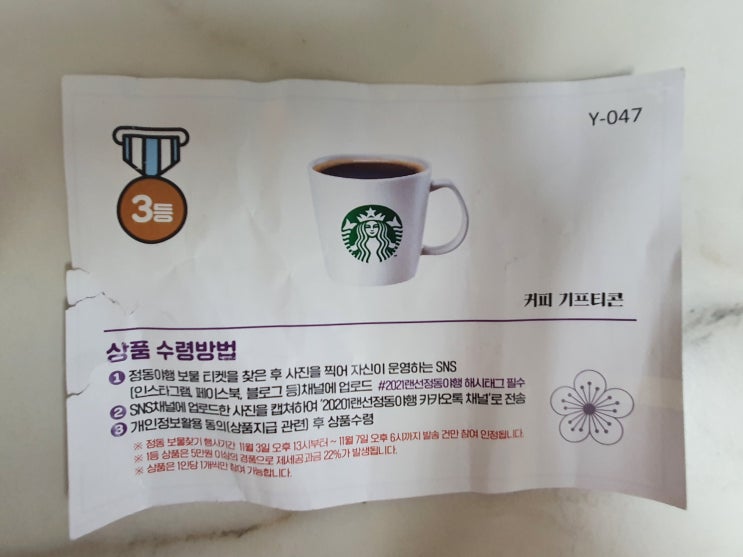 Y-047
3등
커피 기프티콘
상품 수령방법
1 정동야행 보물 티켓을 찾은 후 사진을 찍어 자신이 운영하는 SNS
(인스타그램, 페이스북, 블로그 등)채널에 업로드 #2021랜선정동야행 해시태그 필수
2 SNS채널에 업로드한 사진을 캡쳐하여 '2021랜선정동야행 카카오톡 채널'로 전송
3 개인정보활용 동의(상품지급 관련) 후 상품수령
※ 정동 보물찾기 행사기간 11월 3일 오후 13시부터 ~ 11월 7일 오후 6시까지 발송 건만 참여 인정됩니다.
※ 1등 상품은 5만원 이상의 경품으로 제세공과금 22%가 발생됩니다.
※ 상품은 1인당 1개씩만 참여 가능합니다.